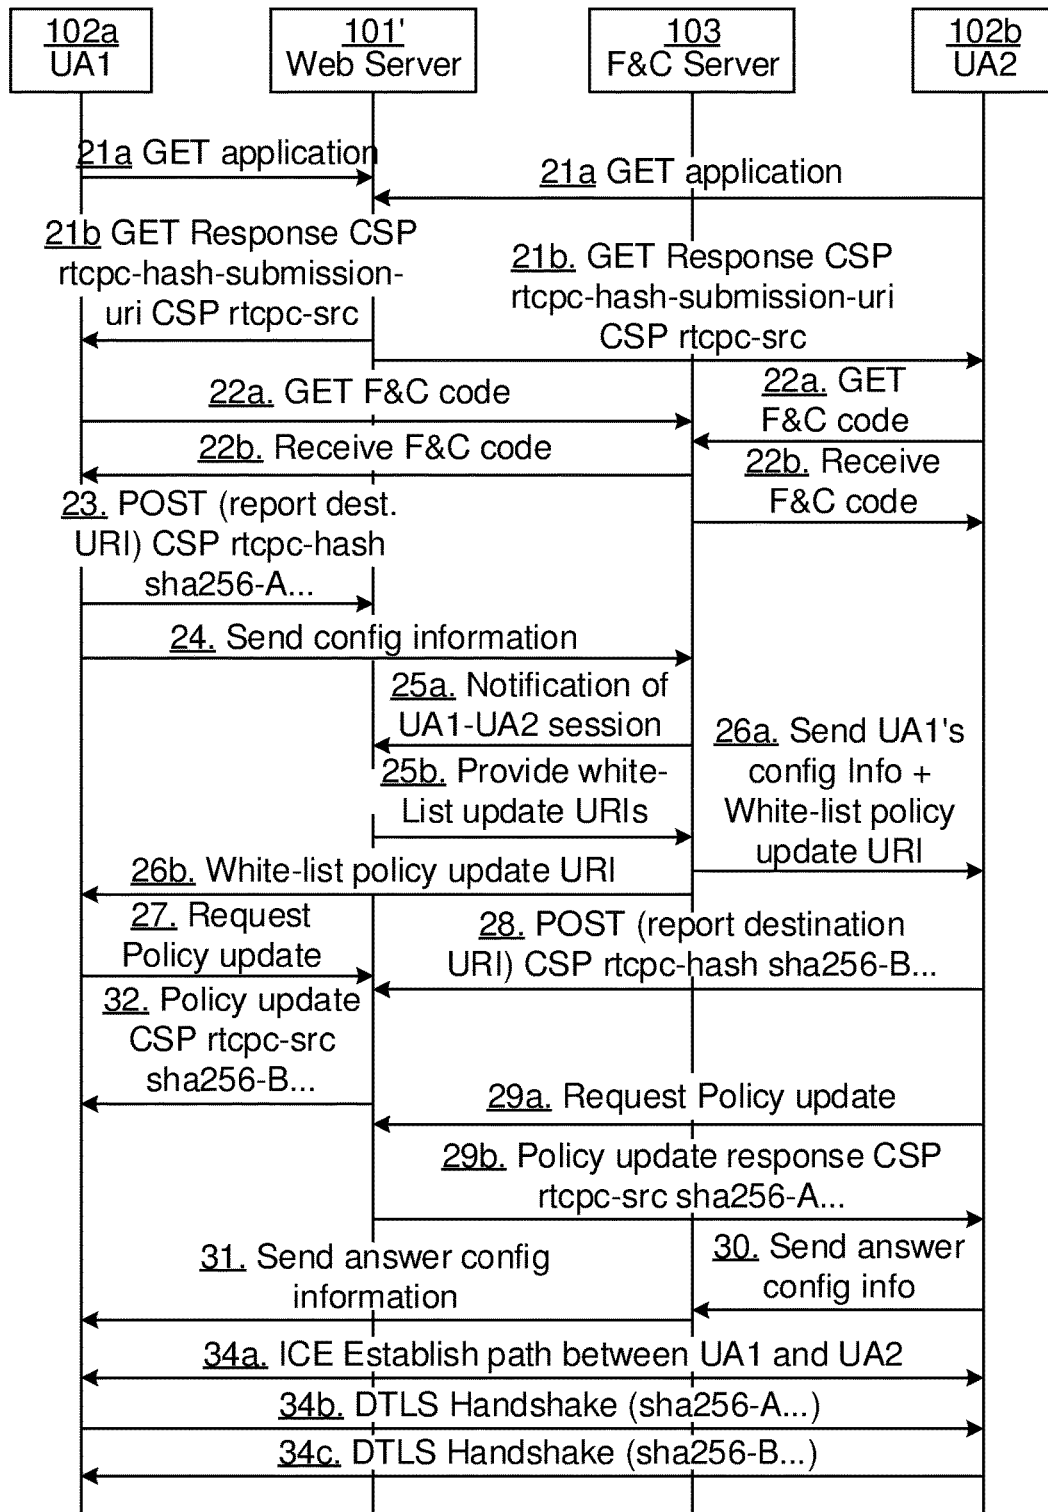 102a
UA1
101'
Web Server
103
F&C Server
102b
UA2
21a GET application
21a GET application
21b GET Response CSP
rtcpc-hash-submission-
uri CSP rtcpc-src
21b. GET Response CSP
rtcpc-hash-submission-uri
CSP rtcpc-src
22a. GET F&C code
22a. GET
F&C code
22b. Receive F&C code
22b. Receive
F&C code
23. POST (report dest.
URI) CSP rtcpc-hash
sha256-A...
24. Send config information
25a. Notification of
UA1-UA2 session
25b. Provide white-
List update URIs
26a. Send UA1's
config Info +
White-list policy
update URI
26b. White-list policy update URI
27. Request
Policy update
28. POST (report destination
URI) CSP rtcpc-hash sha256-B...
32. Policy update
CSP rtcpc-src
sha256-B...
29a. Request Policy update
29b. Policy update response CSP
rtcpc-src sha256-A...
30. Send answer
config info
31. Send answer config
information
34a. ICE Establish path between UA1 and UA2
34b. DTLS Handshake (sha256-A...)
34c. DTLS Handshake (sha256-B...)